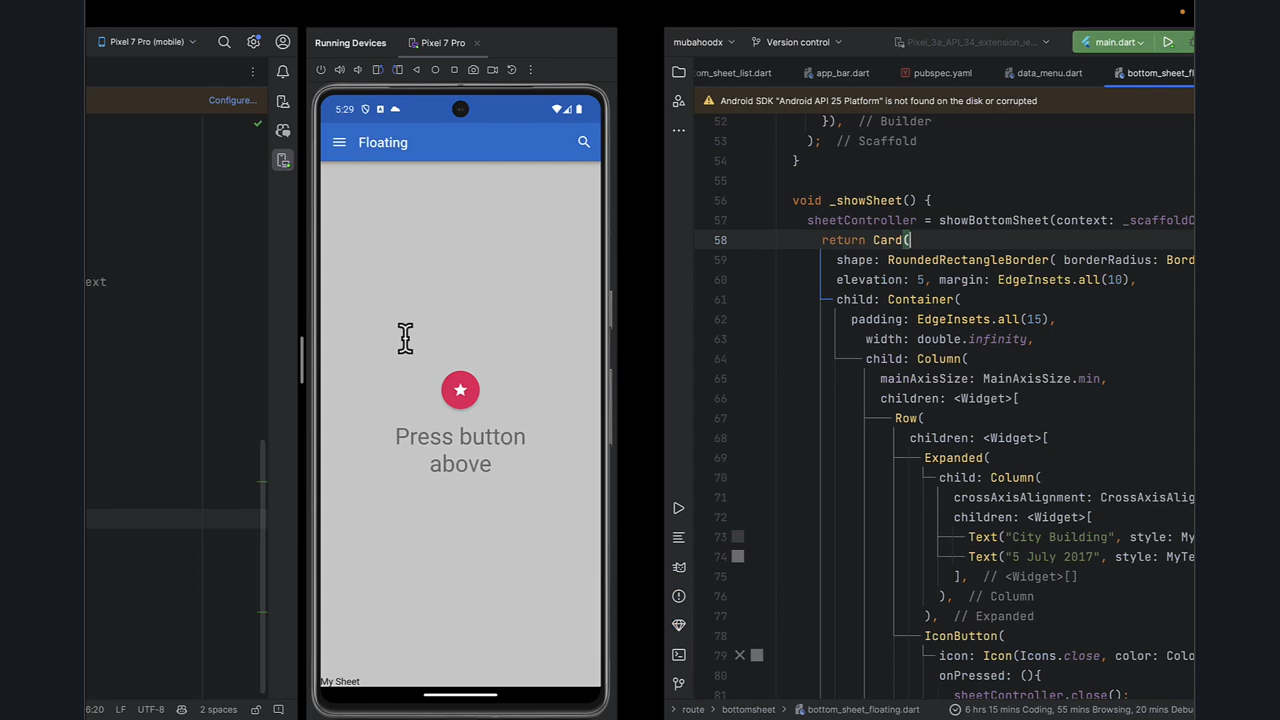 Pixel 7 Pro (mobile)
Running Devices
Pixel 7 Pro
mubahoodx
Version control
Pixel_3a_API_34_extension_le...
main.dart
om_sheet_list.dart
app_bar.dart
pubspec.yaml
data_menu.dart
bottom_sheet_fl
Configure...
Android SDK "Android API 25 Platform" is not found on the disk or corrupted
5:29
Floating
ext
Press button
above
My Sheet
52 }), // Builder
53 ); // Scaffold
54 }
55
56 void _showSheet() {
57 sheetController = showBottomSheet(context: _scaffoldC
58 return Card(
59 shape: RoundedRectangleBorder( borderRadius: Bord
60 elevation: 5, margin: EdgeInsets.all(10),
61 child: Container(
62 padding: EdgeInsets.all(15),
63 width: double.infinity,
64 child: Column(
65 mainAxisSize: MainAxisSize.min,
66 children: <Widget>[
67 Row(
68 children: <Widget>[
69 Expanded(
70 child: Column(
71 crossAxisAlignment: CrossAxisAlig
72 children: <Widget>[
73 Text("City Building", style: My
74 Text("5 July 2017", style: MyTe
75 ], // <Widget>[]
76 ), // Column
77 ), // Expanded
78 IconButton(
79 icon: Icon(Icons.close, color: Colo
80 onPressed: (){
81 sheetController.close();
6:20 LF UTF-8 2 spaces
route bottomsheet bottom_sheet_floating.dart 6 hrs 15 mins Coding, 55 mins Browsing, 20 mins Debu